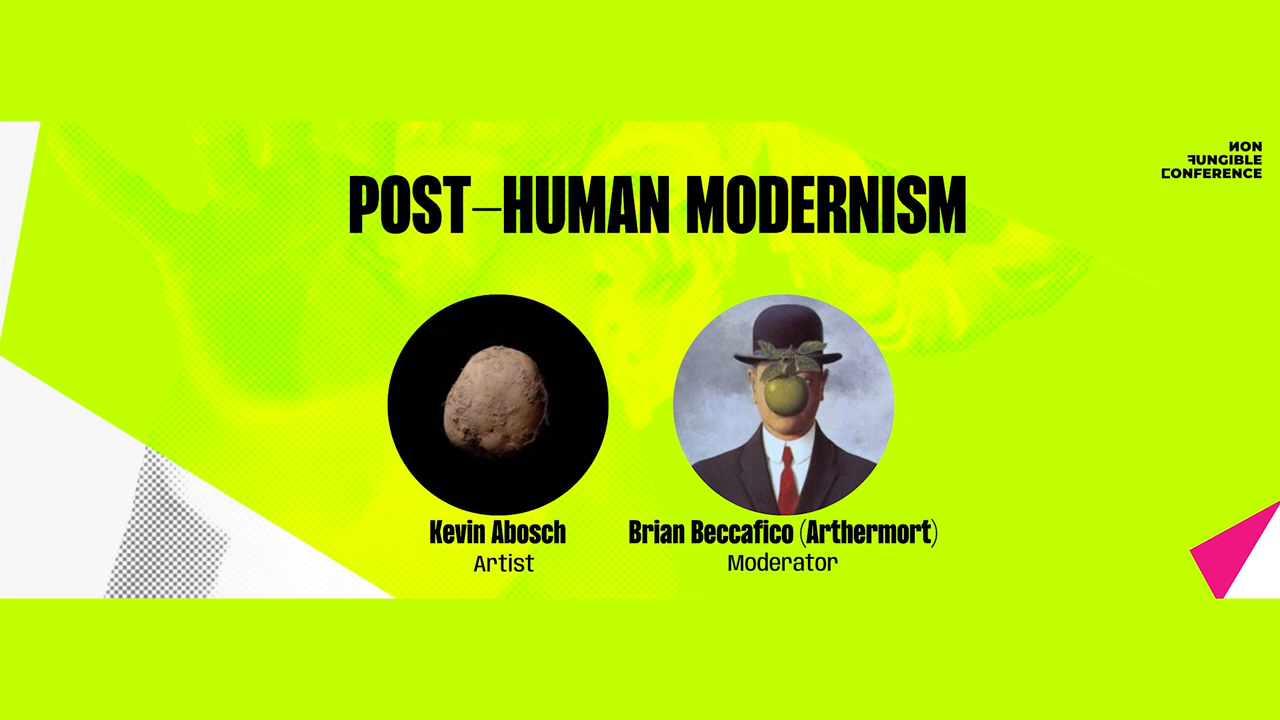 NON
FUNGIBLE
CONFERENCE
POST–HUMAN MODERNISM
Kevin Abosch
Artist
Brian Beccafico (Arthermort)
Moderator